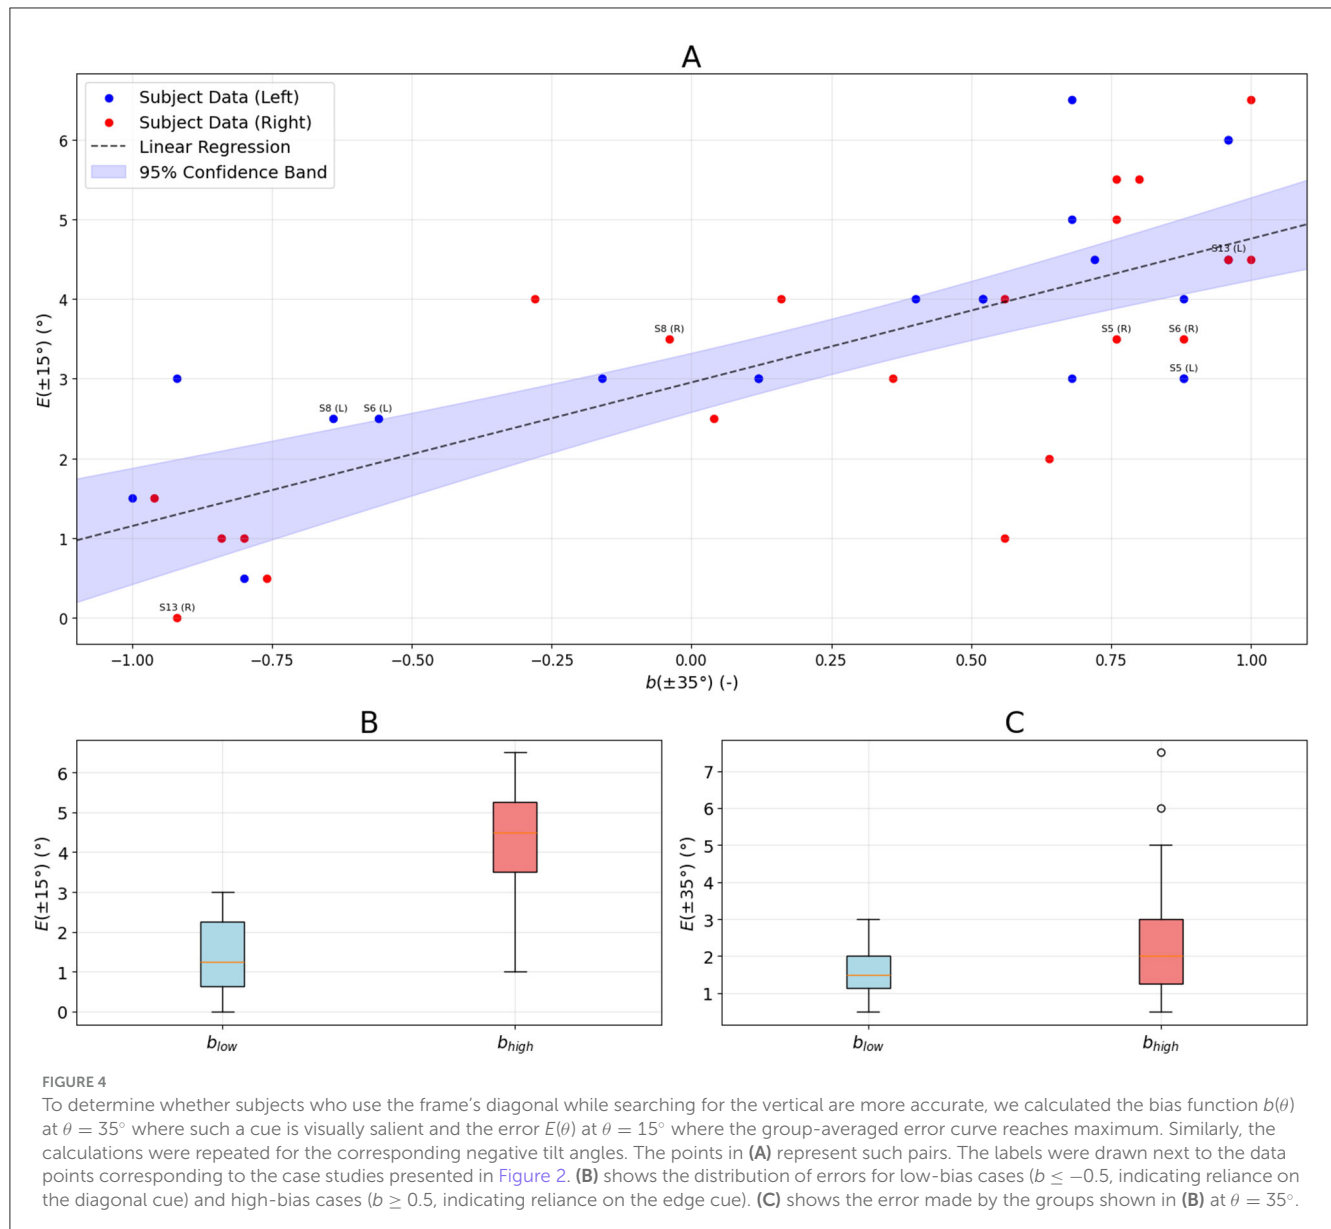 A
Subject Data (Left)
Subject Data (Right)
Linear Regression
95% Confidence Band
E(±15°) (°)
6
5
4
3
2
1
0
S13 (L)
S8 (R)
S5 (R)
S6 (R)
S5 (L)
S8 (L)
S6 (L)
S13 (R)
−1.00
−0.75
−0.50
−0.25
0.00
0.25
0.50
0.75
1.00
b(±35°) (-)
B
E(±15°) (°)
6
5
4
3
2
1
0
b_low
b_high
C
E(±35°) (°)
7
6
5
4
3
2
1
b_low
b_high
FIGURE 4
To determine whether subjects who use the frame's diagonal while searching for the vertical are more accurate, we calculated the bias function b(θ)
at θ = 35° where such a cue is visually salient and the error E(θ) at θ = 15° where the group-averaged error curve reaches maximum. Similarly, the
calculations were repeated for the corresponding negative tilt angles. The points in (A) represent such pairs. The labels were drawn next to the data
points corresponding to the case studies presented in Figure 2. (B) shows the distribution of errors for low-bias cases (b ≤ −0.5, indicating reliance on
the diagonal cue) and high-bias cases (b ≥ 0.5, indicating reliance on the edge cue). (C) shows the error made by the groups shown in (B) at θ = 35°.